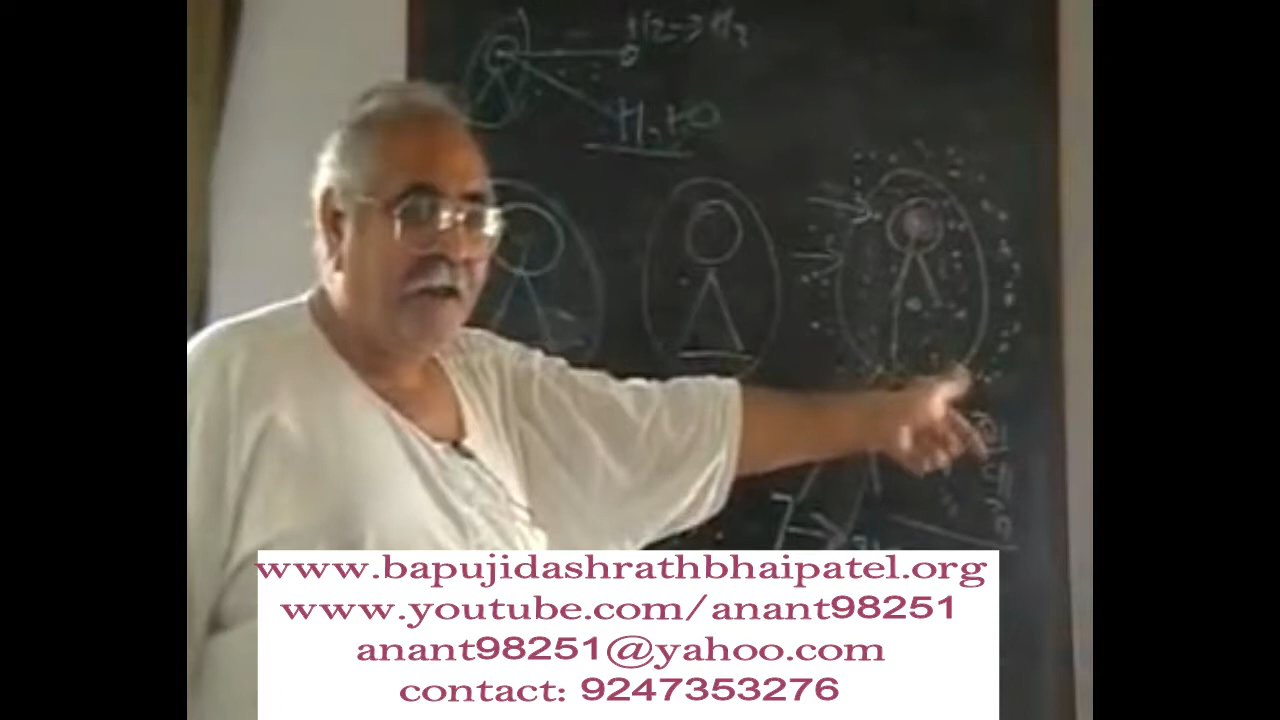 www.bapujidashrathbhaipatel.org
www.youtube.com/anant98251
anant98251@yahoo.com
contact: 9247353276